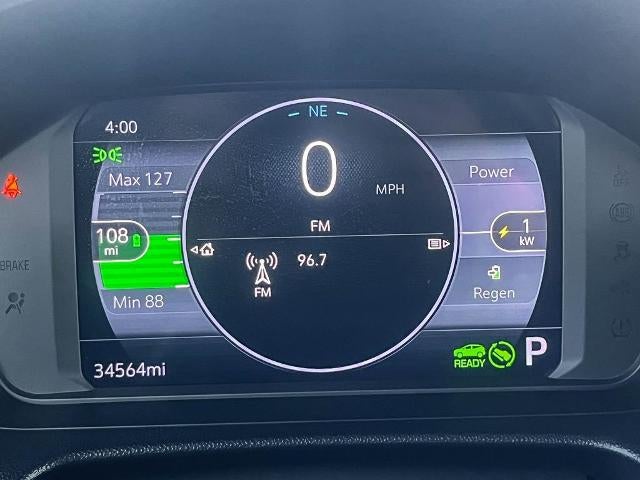 NE
4:00
0
Max 127
Power
MPH
FM
108
mi
1
kW
BRAKE
96.7
FM
Min 88
Regen
34564mi
READY
P